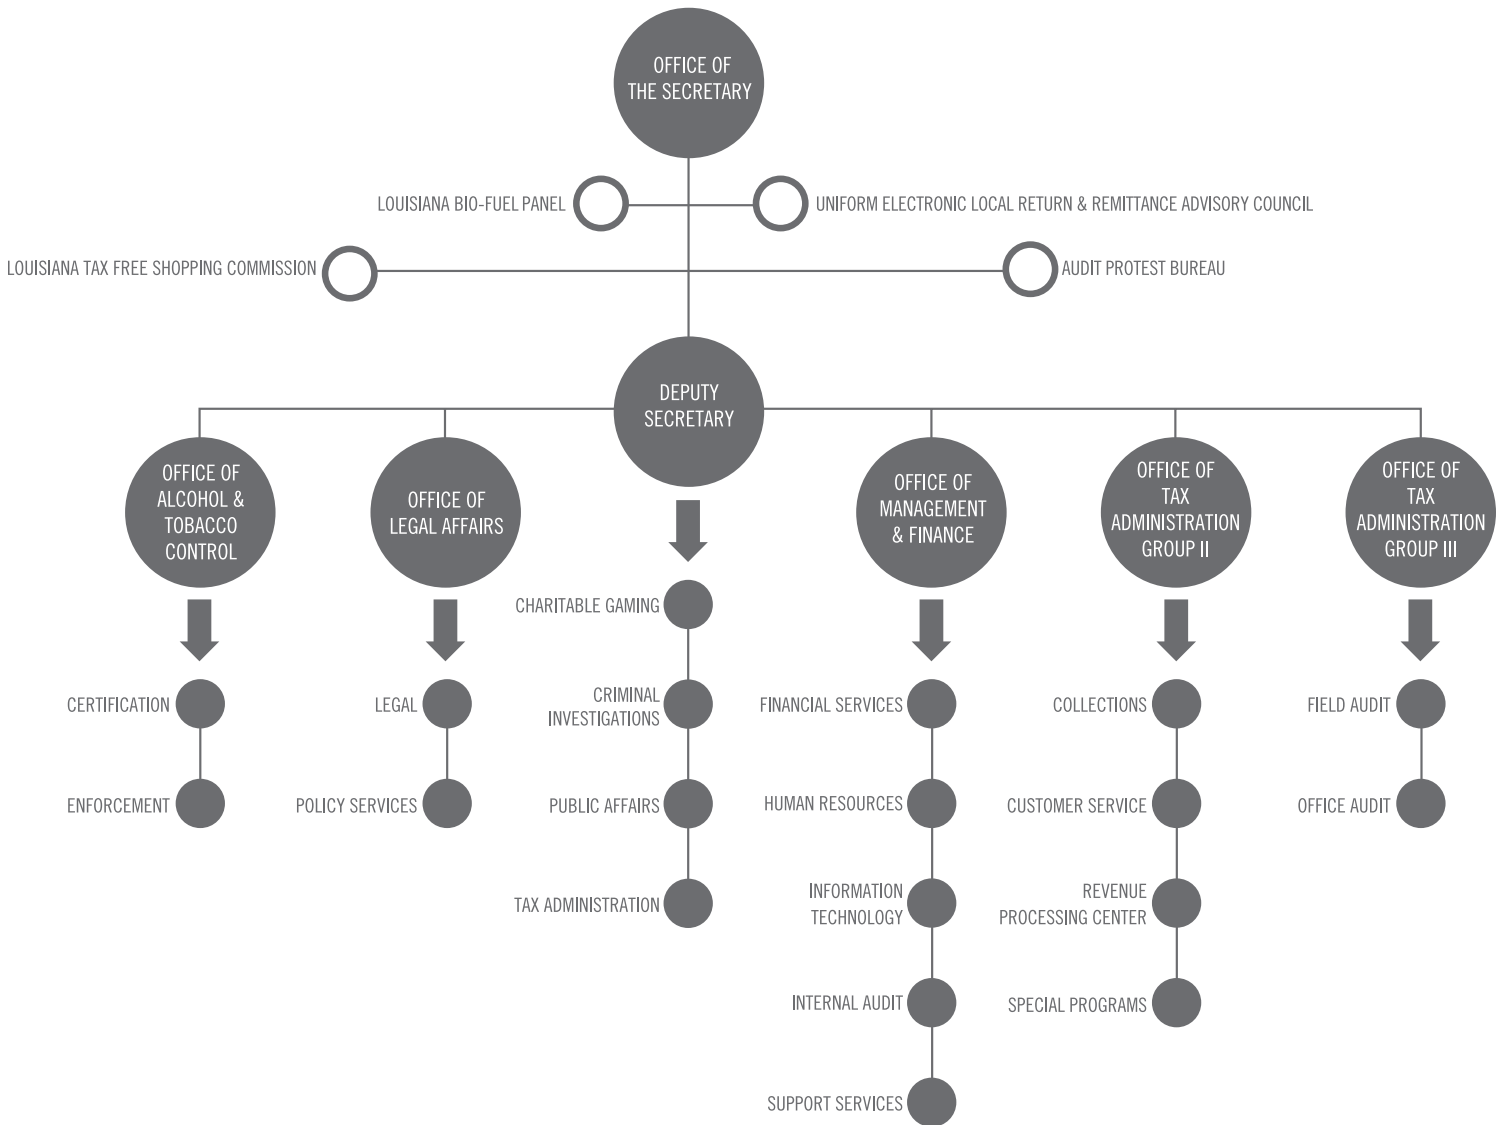 OFFICE OF
THE SECRETARY
LOUISIANA BIO-FUEL PANEL
UNIFORM ELECTRONIC LOCAL RETURN & REMITTANCE ADVISORY COUNCIL
LOUISIANA TAX FREE SHOPPING COMMISSION
AUDIT PROTEST BUREAU
DEPUTY
SECRETARY
OFFICE OF
ALCOHOL &
TOBACCO
CONTROL
OFFICE OF
LEGAL AFFAIRS
OFFICE OF
MANAGEMENT
& FINANCE
OFFICE OF
TAX
ADMINISTRATION
GROUP II
OFFICE OF
TAX
ADMINISTRATION
GROUP III
CERTIFICATION
ENFORCEMENT
LEGAL
POLICY SERVICES
CHARITABLE GAMING
CRIMINAL
INVESTIGATIONS
PUBLIC AFFAIRS
TAX ADMINISTRATION
FINANCIAL SERVICES
HUMAN RESOURCES
INFORMATION
TECHNOLOGY
INTERNAL AUDIT
SUPPORT SERVICES
COLLECTIONS
CUSTOMER SERVICE
REVENUE
PROCESSING CENTER
SPECIAL PROGRAMS
FIELD AUDIT
OFFICE AUDIT